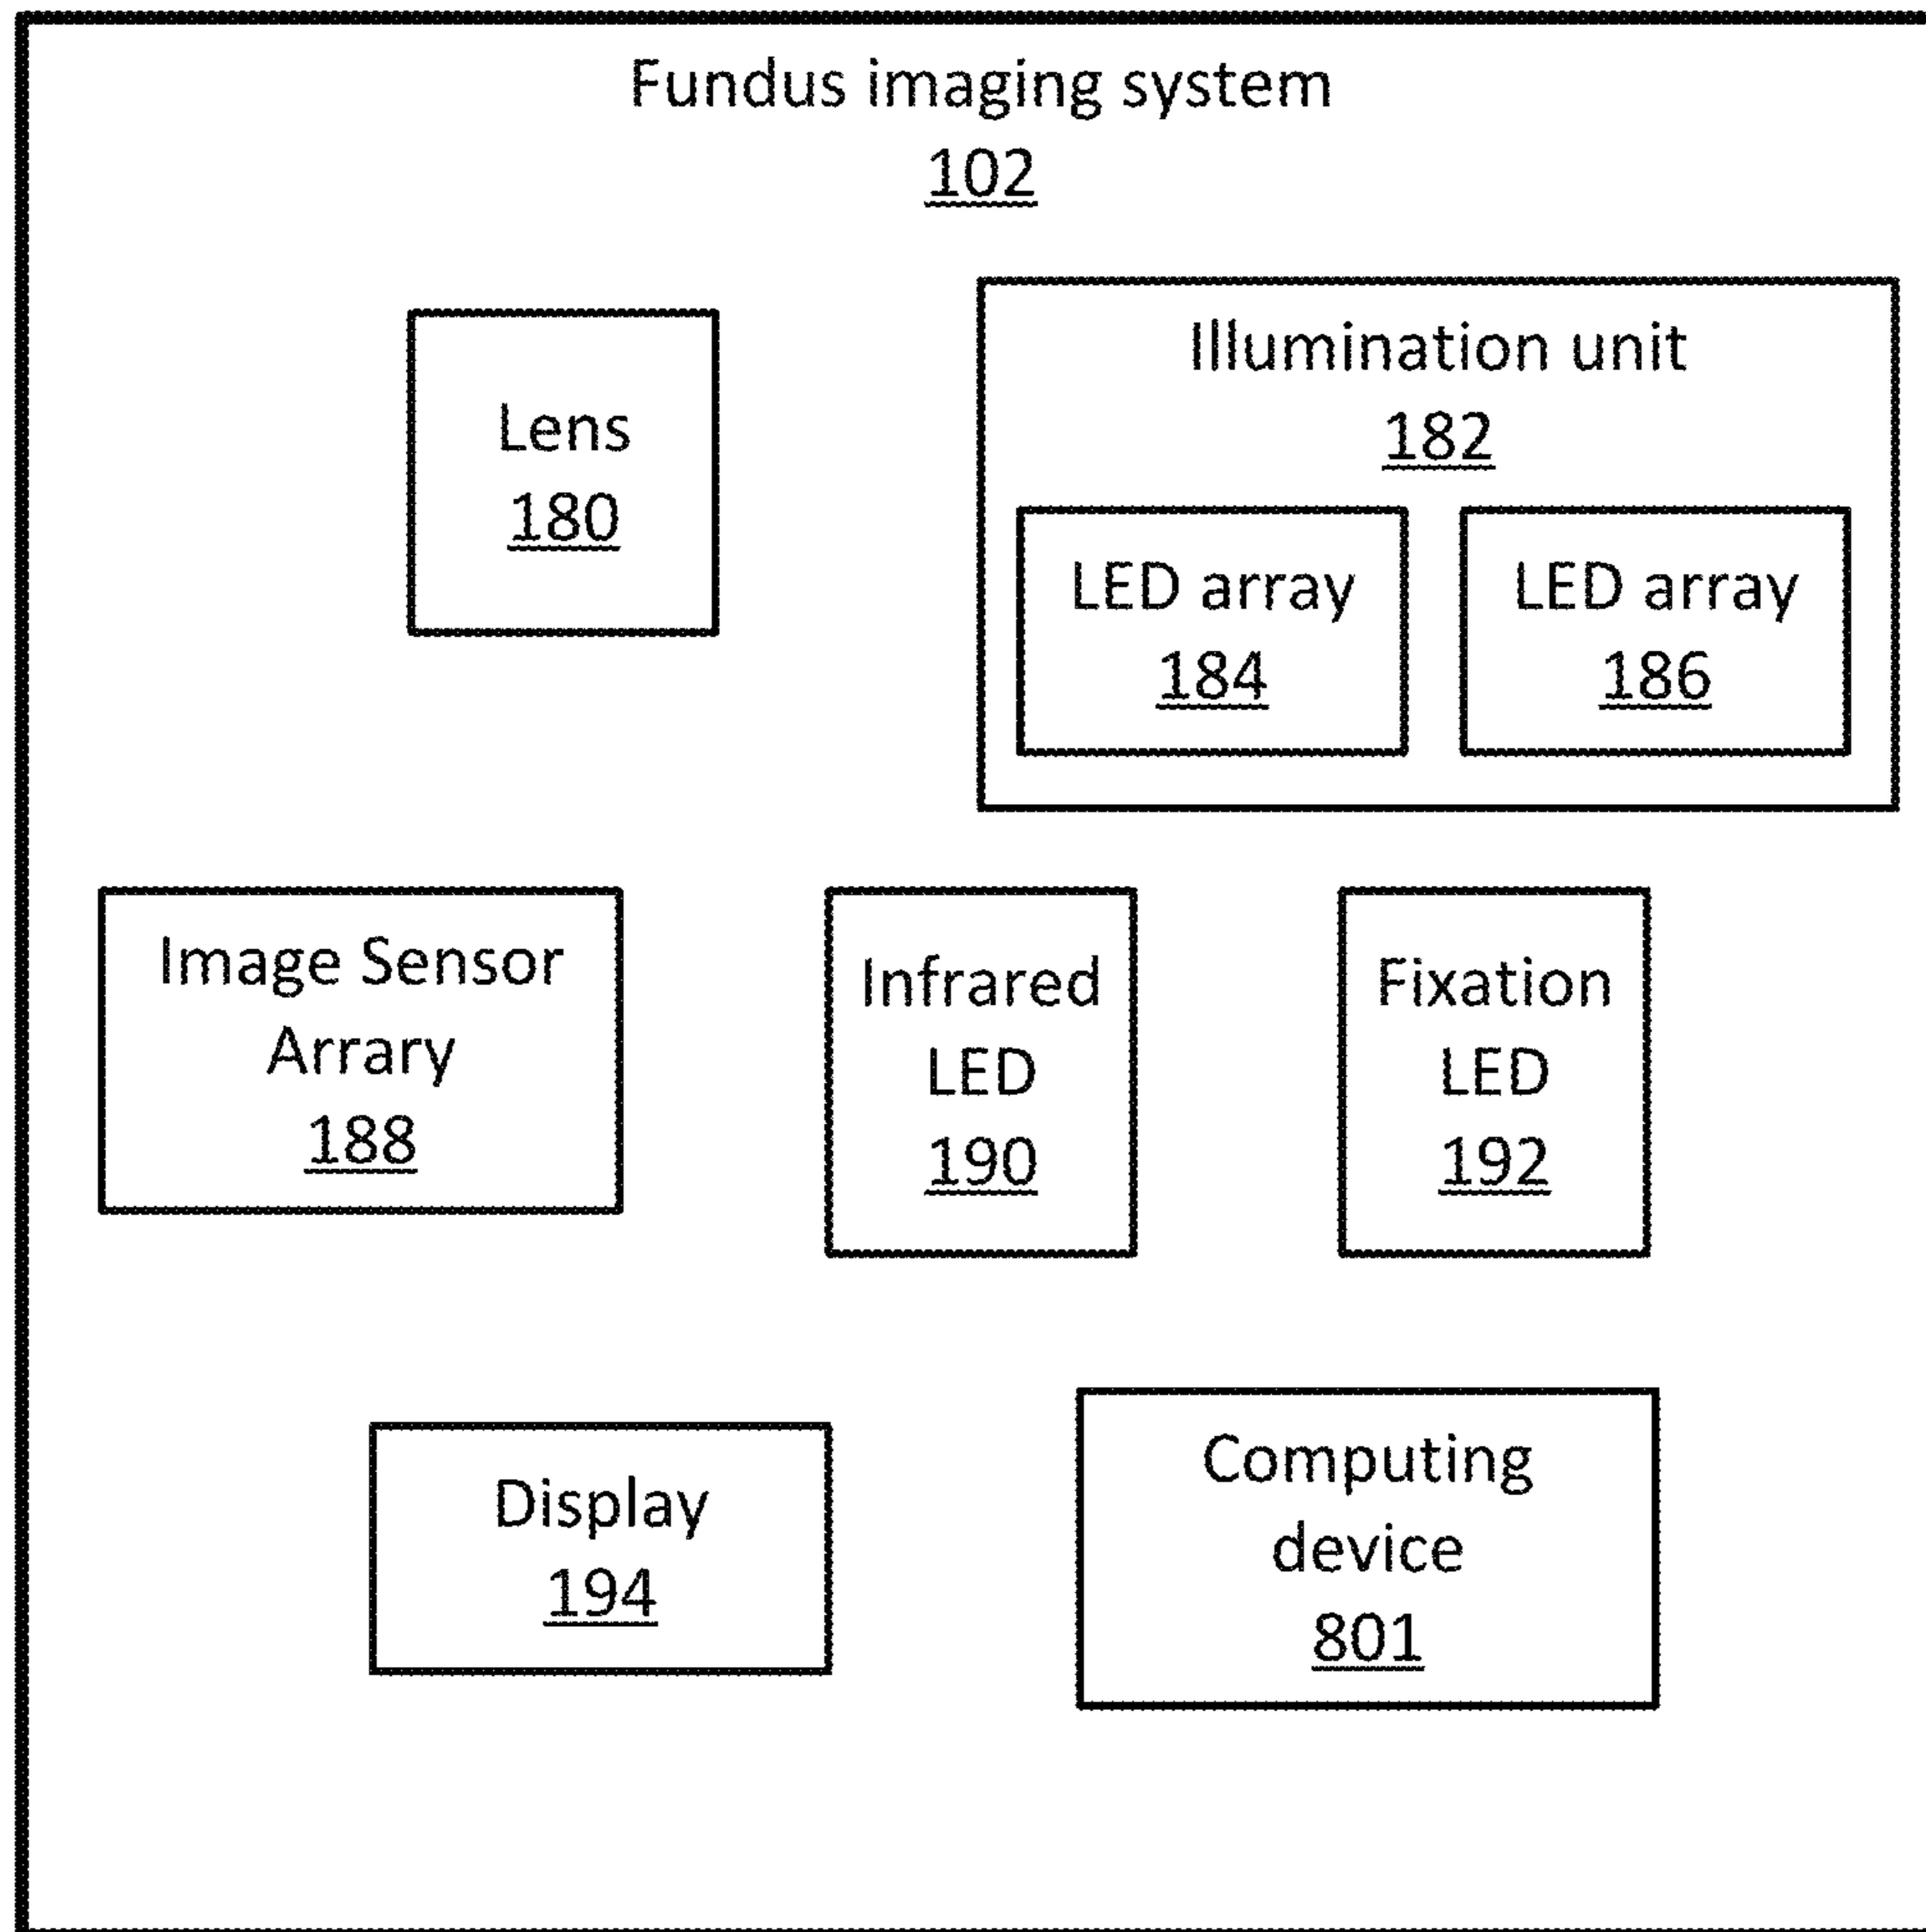 Fundus imaging system
102
Lens
180
Illumination unit
182
LED array
184
LED array
186
Image Sensor
Arrary
188
Infrared
LED
190
Fixation
LED
192
Display
194
Computing
device
801